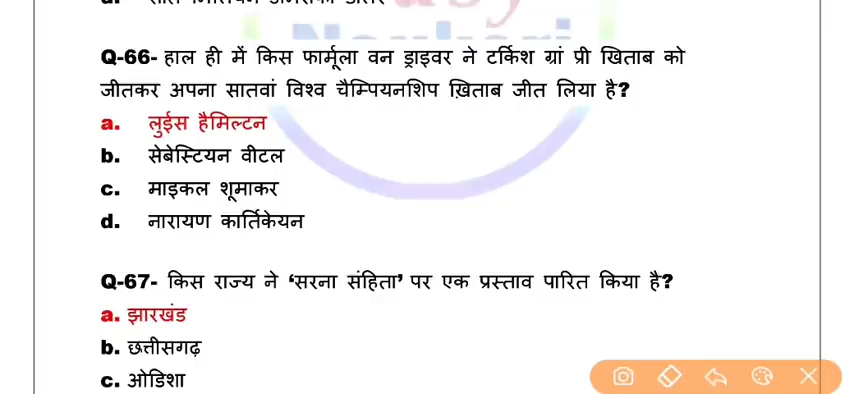 Q-66- हाल ही में किस फार्मूला वन ड्राइवर ने टर्किश ग्रां प्री खिताब को
जीतकर अपना सातवां विश्व चैम्पियनशिप ख़िताब जीत लिया है?
a. लुईस हैमिल्टन
b. सेबेस्टियन वीटल
c. माइकल शूमाकर
d. नारायण कार्तिकेयन
Q-67- किस राज्य ने ‘सरना संहिता’ पर एक प्रस्ताव पारित किया है?
a. झारखंड
b. छत्तीसगढ़
c. ओडिशा